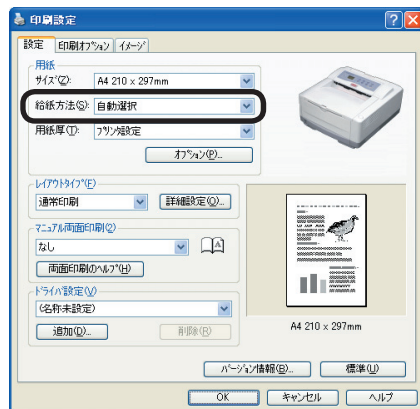 印刷設定
設定 印刷オプション イメージ
用紙
サイズ(Z): A4 210 x 297mm
給紙方法(S): 自動選択
用紙厚(T): プリンタ設定
オプション(P)...
レイアウトタイプ(F)
通常印刷 詳細設定(O)...
マニュアル両面印刷(2)
なし
A
両面印刷のヘルプ(H)
ドライバ設定(V)
(名称未設定)
追加(D)... 削除(R)
A4 210 x 297mm
バージョン情報(B)... 標準(U)
OK キャンセル ヘルプ